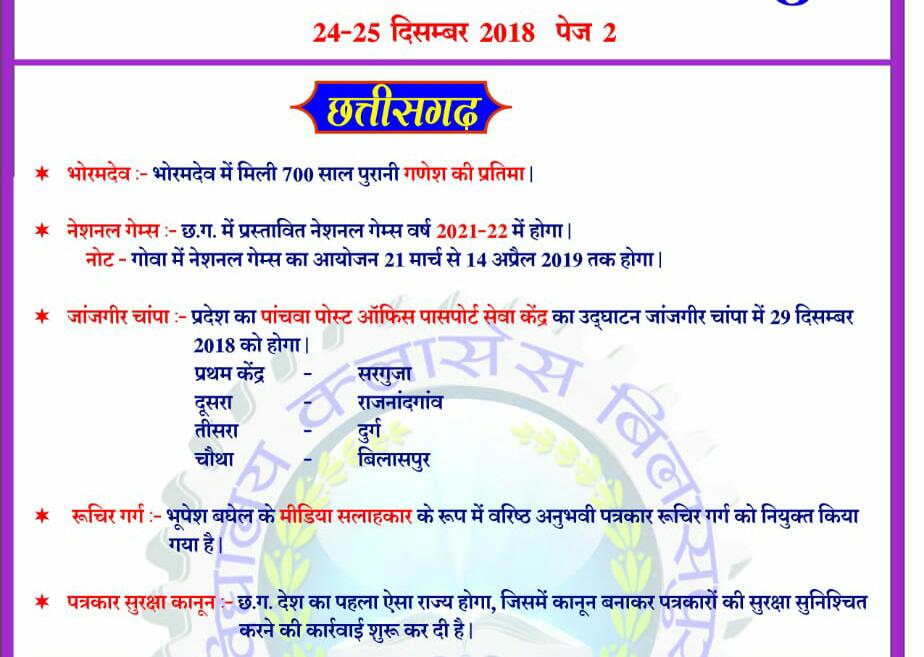 24-25 दिसम्बर 2018 पेज 2
छत्तीसगढ़
भोरमदेव :- भोरमदेव में मिली 700 साल पुरानी गणेश की प्रतिमा |
नेशनल गेम्स :- छ.ग. में प्रस्तावित नेशनल गेम्स वर्ष 2021-22 में होगा |
नोट - गोवा में नेशनल गेम्स का आयोजन 21 मार्च से 14 अप्रैल 2019 तक होगा |
जांजगीर चांपा :- प्रदेश का पांचवा पोस्ट ऑफिस पासपोर्ट सेवा केंद्र का उद्घाटन जांजगीर चांपा में 29 दिसम्बर
2018 को होगा |
प्रथम केंद्र - सरगुजा
दूसरा - राजनांदगांव
तीसरा - दुर्ग
चौथा - बिलासपुर
रूचिर गर्ग :- भूपेश बघेल के मीडिया सलाहकार के रूप में वरिष्ठ अनुभवी पत्रकार रूचिर गर्ग को नियुक्त किया
गया है |
पत्रकार सुरक्षा कानून :- छ.ग. देश का पहला ऐसा राज्य होगा, जिसमें कानून बनाकर पत्रकारों की सुरक्षा सुनिश्चित
करने की कार्रवाई शुरू कर दी है |
क्लासेस बिलासपुर